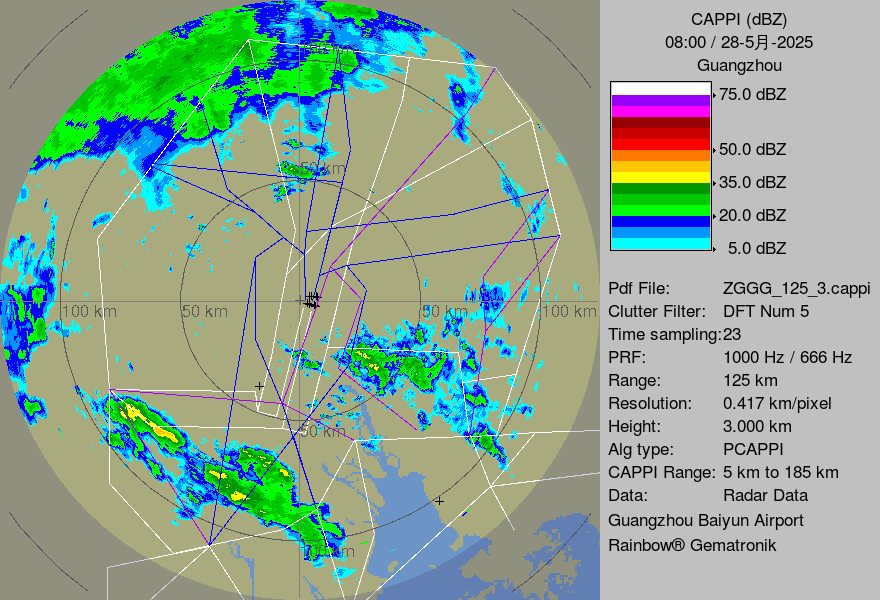 CAPPI (dBZ)
08:00 / 28-5月-2025
Guangzhou
75.0 dBZ
50.0 dBZ
35.0 dBZ
20.0 dBZ
5.0 dBZ
Pdf File: ZGGG_125_3.cappi
Clutter Filter: DFT Num 5
Time sampling:23
PRF: 1000 Hz / 666 Hz
Range: 125 km
Resolution: 0.417 km/pixel
Height: 3.000 km
Alg type: PCAPPI
CAPPI Range: 5 km to 185 km
Data: Radar Data
Guangzhou Baiyun Airport
Rainbow® Gematronik
100 km
50 km
100 km 50 km 50 km 100 km
50 km
100 km